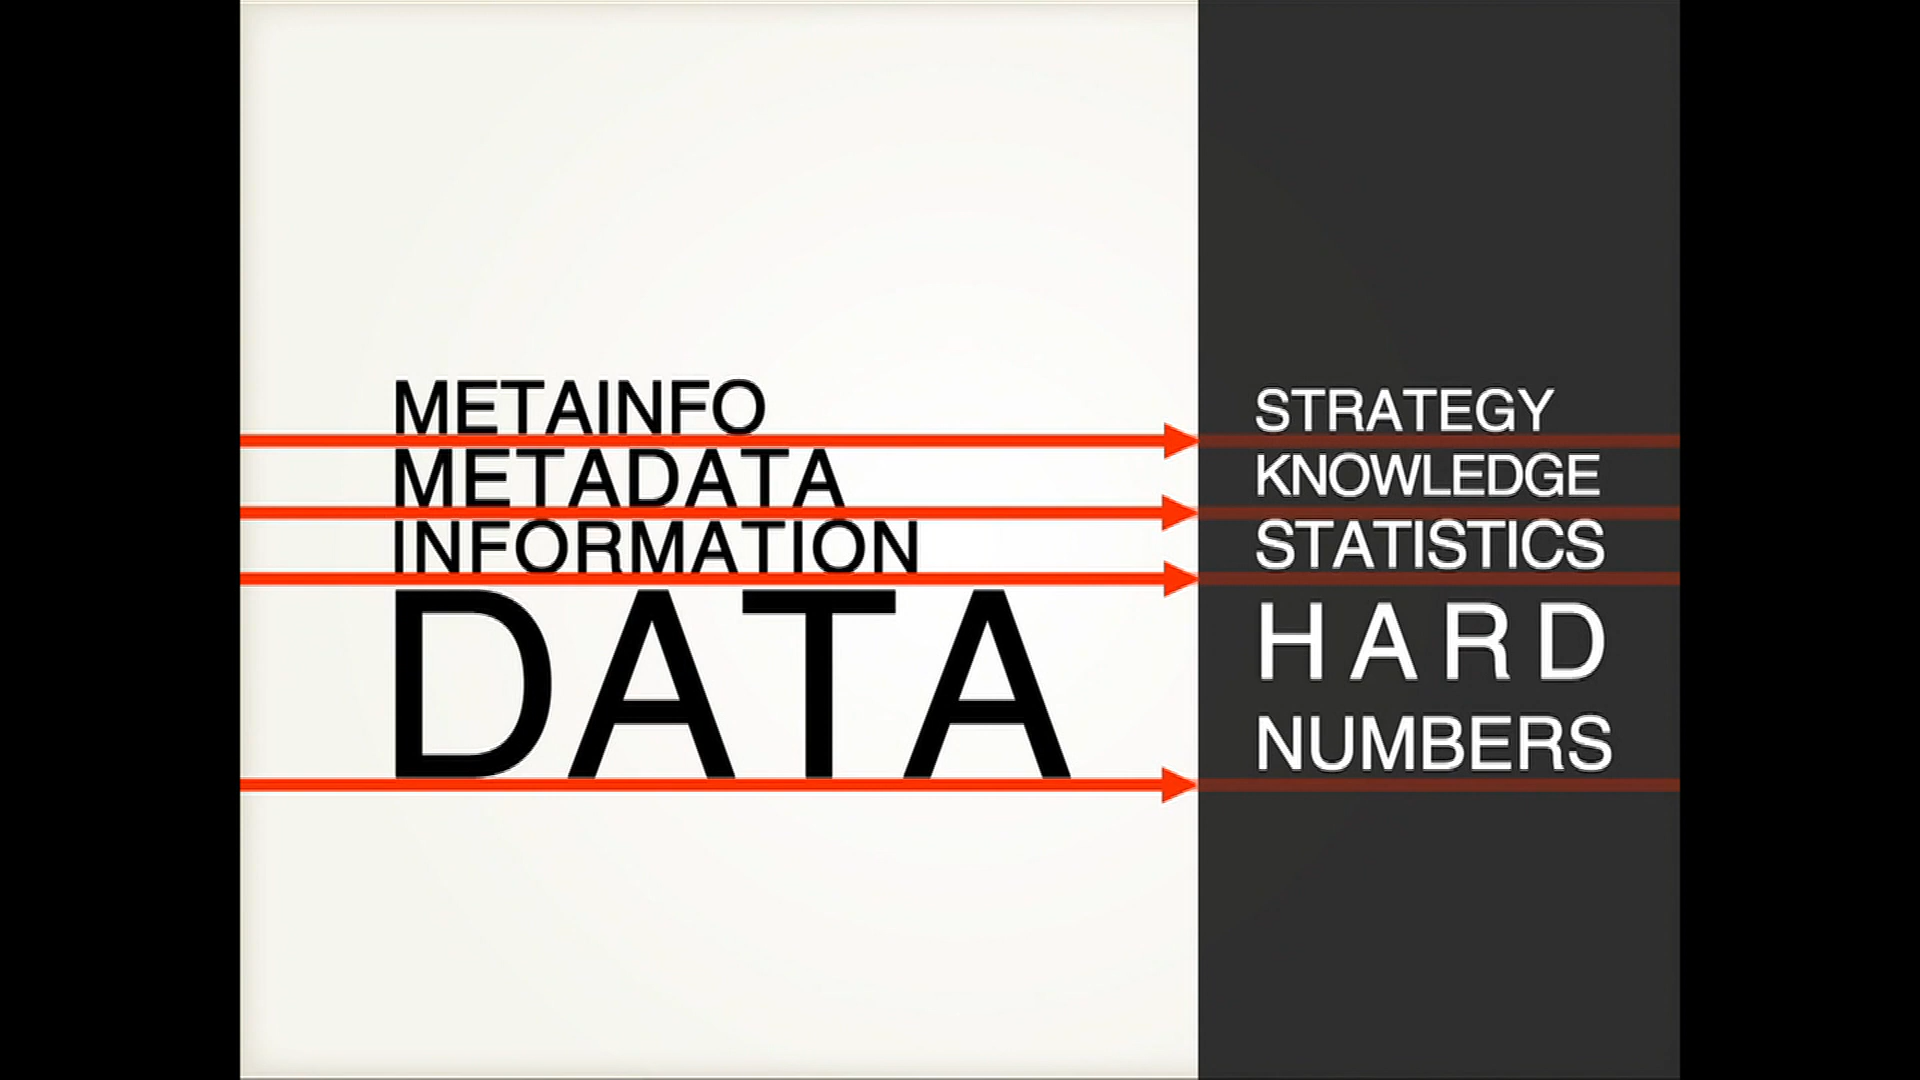 METAINFO
METADATA
INFORMATION
DATA
STRATEGY
KNOWLEDGE
STATISTICS
HARD
NUMBERS